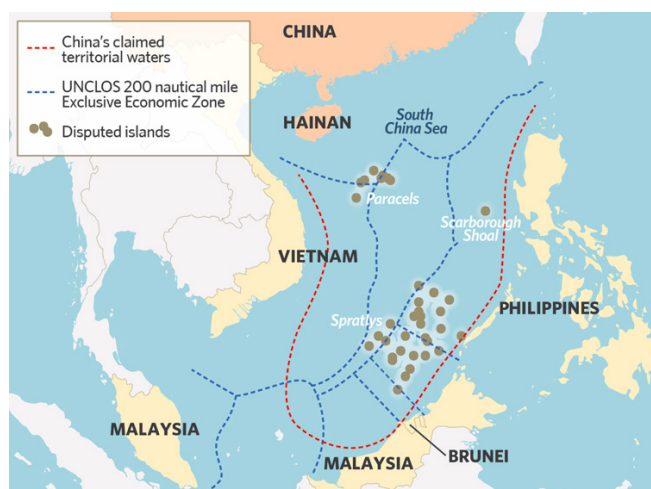 China's claimed
territorial waters
UNCLOS 200 nautical mile
Exclusive Economic Zone
Disputed islands
CHINA
HAINAN
South
China Sea
Paracels
Scarborough
Shoal
VIETNAM
PHILIPPINES
Spratlys
MALAYSIA
MALAYSIA
BRUNEI